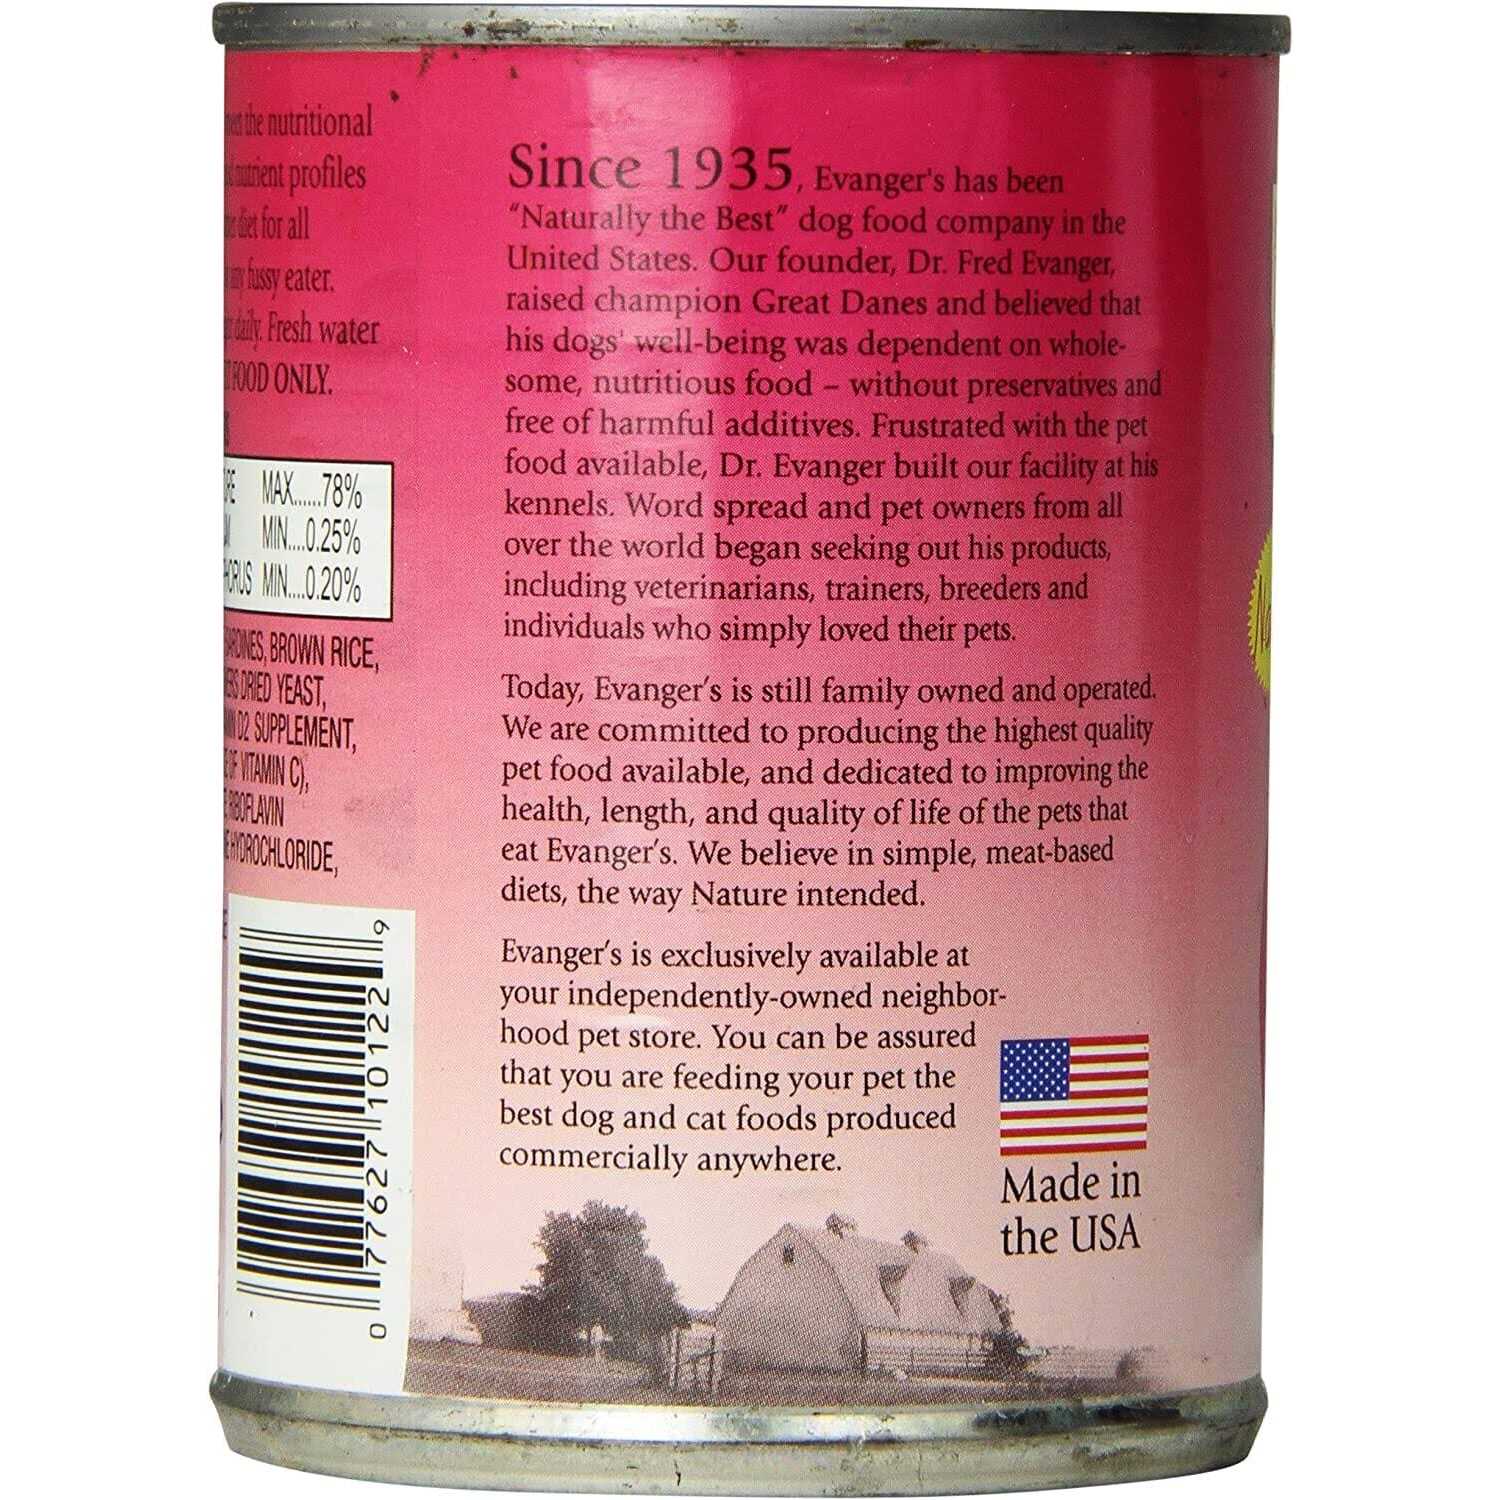 the nutritional
nutrient profiles
diet for all
any fussy eater.
daily. Fresh water
FOOD ONLY.
MAX......78%
MIN....0.25%
MIN....0.20%
SARDINES, BROWN RICE,
DRIED YEAST,
D2 SUPPLEMENT,
OF VITAMIN C),
RIBOFLAVIN
HYDROCHLORIDE,
0 77627 10122 9
Since 1935, Evanger's has been
"Naturally the Best" dog food company in the
United States. Our founder, Dr. Fred Evanger,
raised champion Great Danes and believed that
his dogs' well-being was dependent on whole-
some, nutritious food – without preservatives and
free of harmful additives. Frustrated with the pet
food available, Dr. Evanger built our facility at his
kennels. Word spread and pet owners from all
over the world began seeking out his products,
including veterinarians, trainers, breeders and
individuals who simply loved their pets.
Today, Evanger's is still family owned and operated.
We are committed to producing the highest quality
pet food available, and dedicated to improving the
health, length, and quality of life of the pets that
eat Evanger's. We believe in simple, meat-based
diets, the way Nature intended.
Evanger's is exclusively available at
your independently-owned neighbor-
hood pet store. You can be assured
that you are feeding your pet the
best dog and cat foods produced
commercially anywhere.
Made in
the USA